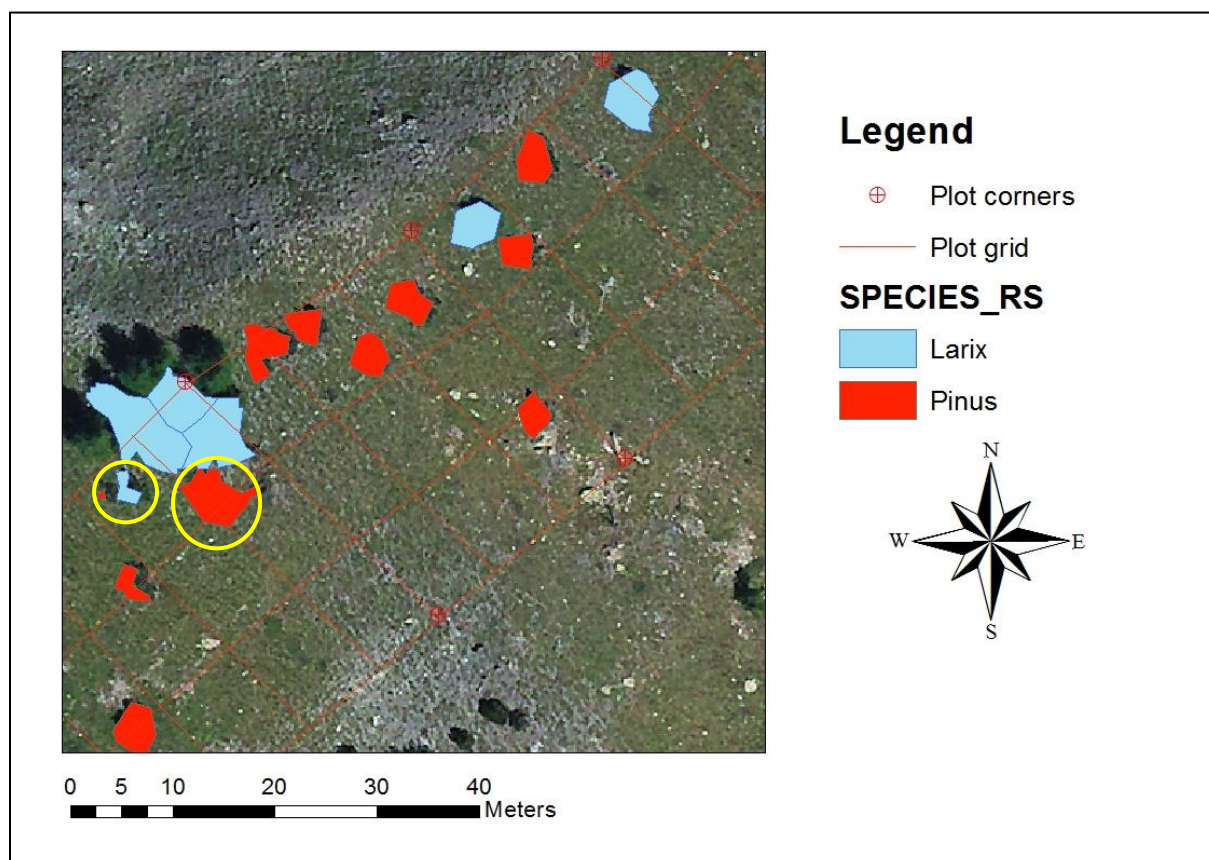 Legend
Plot corners
Plot grid
SPECIES_RS
Larix
Pinus
N
W E
S
0 5 10 20 30 40
Meters